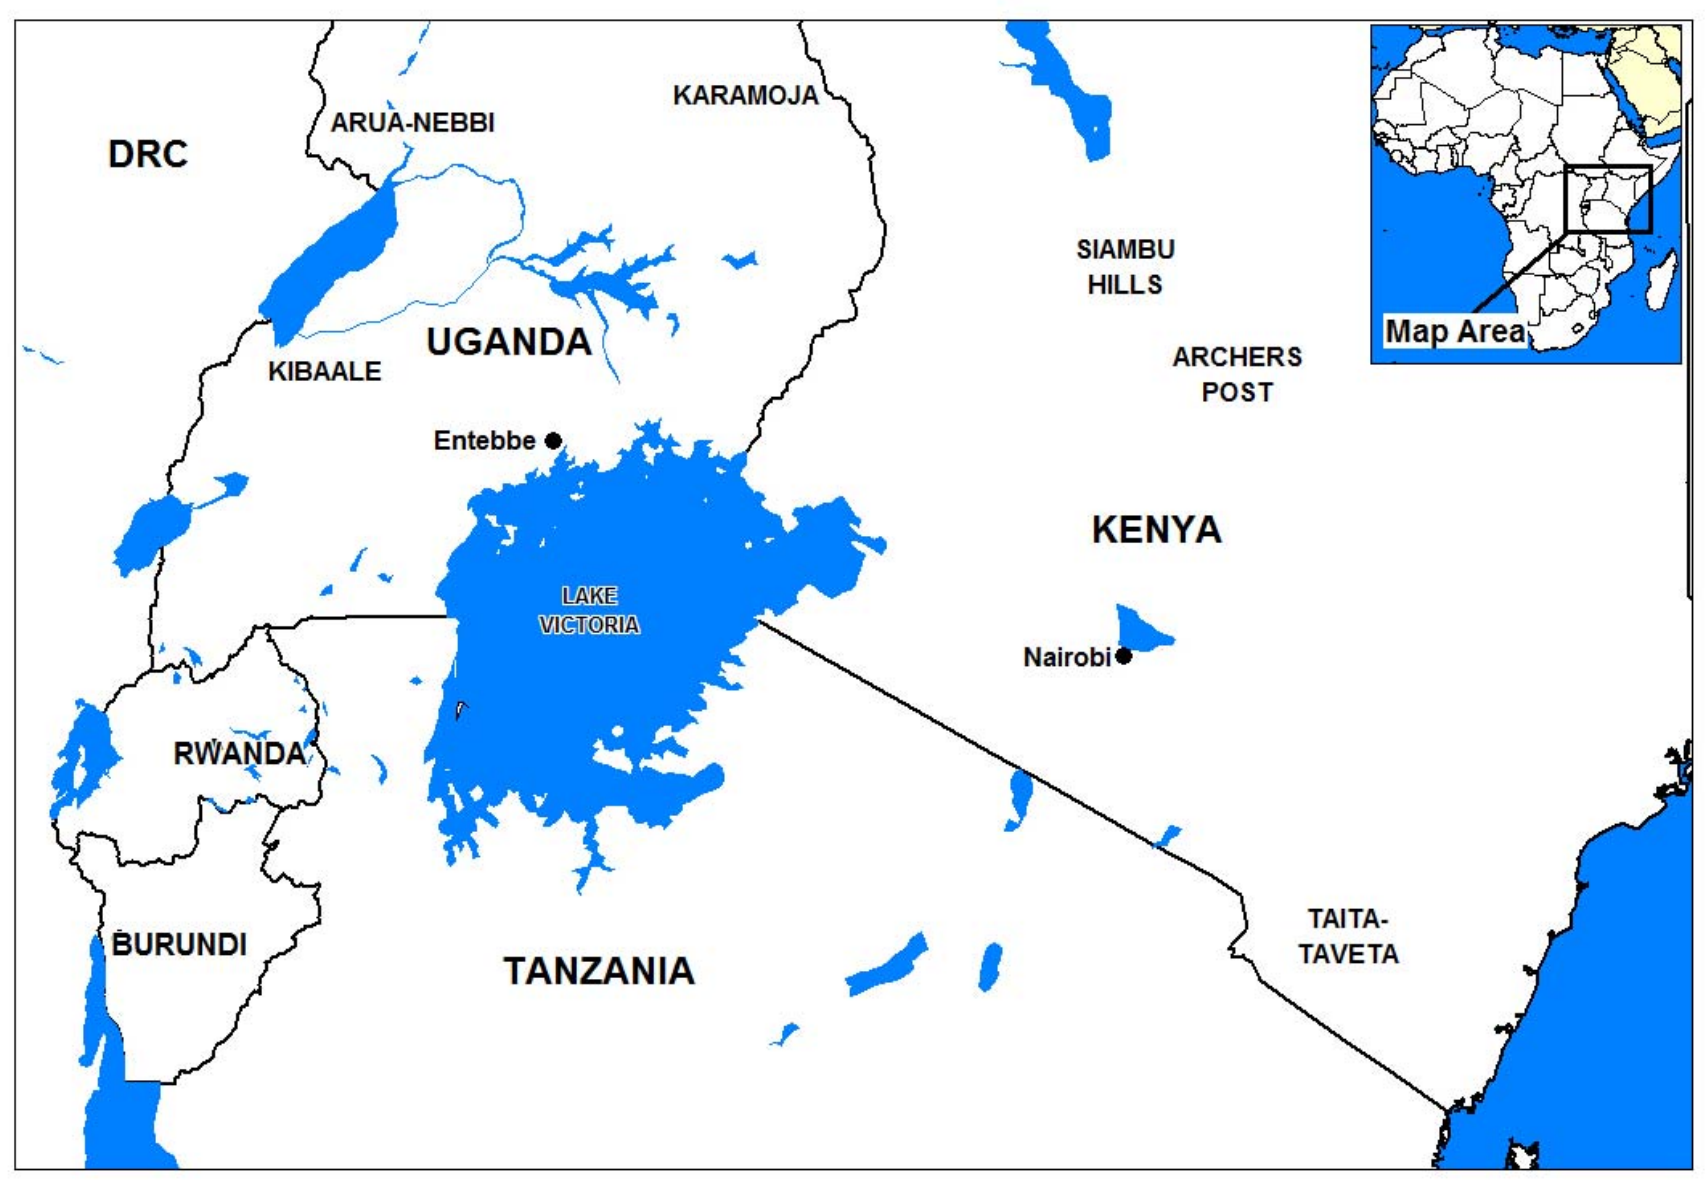 KARAMOJA
ARUA-NEBBI
DRC
SIAMBU
HILLS
Map Area
UGANDA
ARCHERS
POST
KIBAALE
Entebbe
KENYA
LAKE
VICTORIA
Nairobi
RWANDA
TAITA-
TAVETA
BURUNDI
TANZANIA